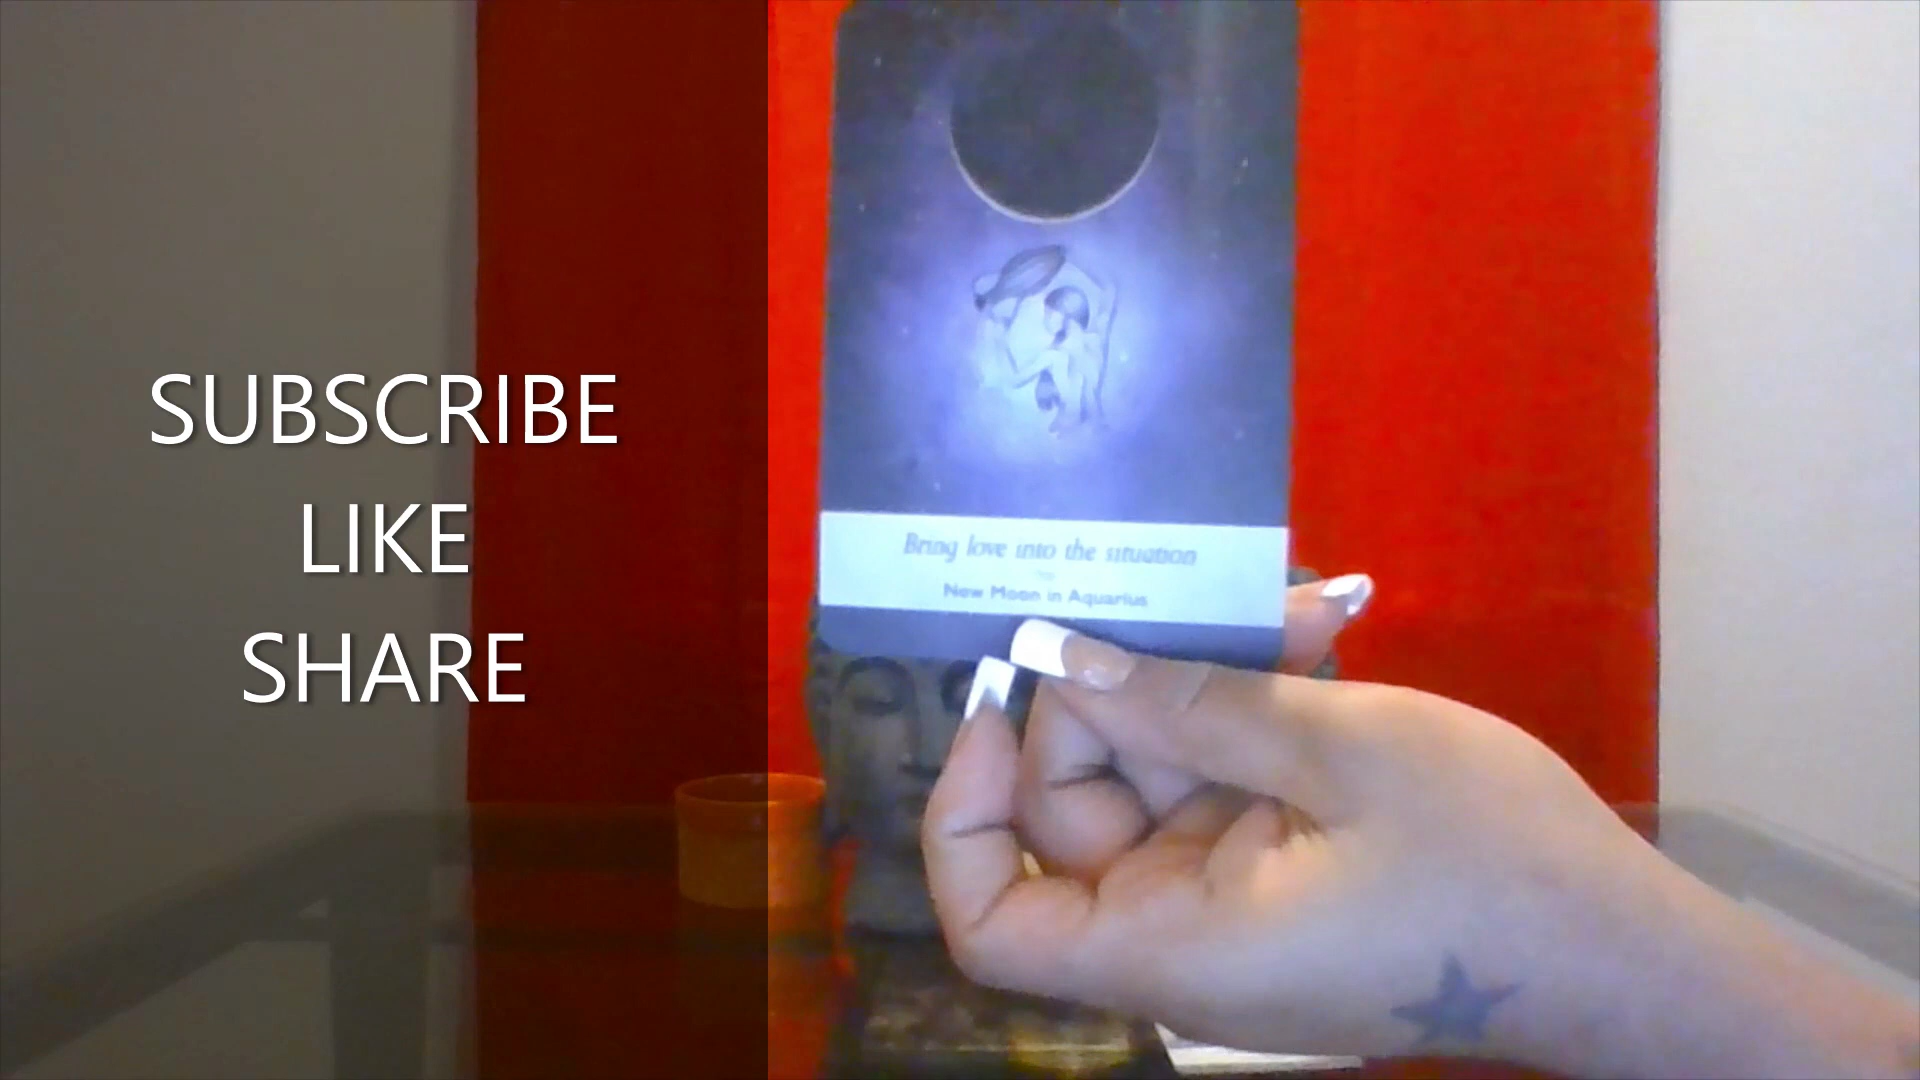 SUBSCRIBE
LIKE
SHARE
Bring love into the situation
New Moon in Aquarius